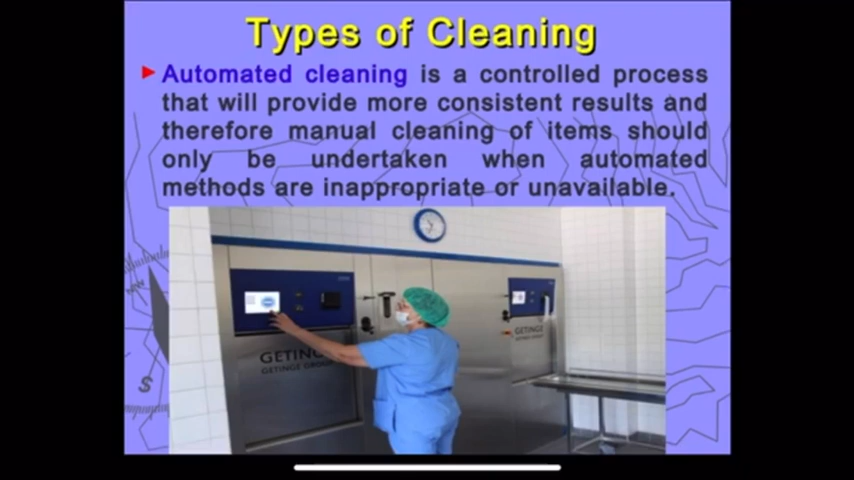 Types of Cleaning
Automated cleaning is a controlled process
that will provide more consistent results and
therefore manual cleaning of items should
only be undertaken when automated
methods are inappropriate or unavailable.
GETINGE
GETINGE GROUP
GETINGE
S